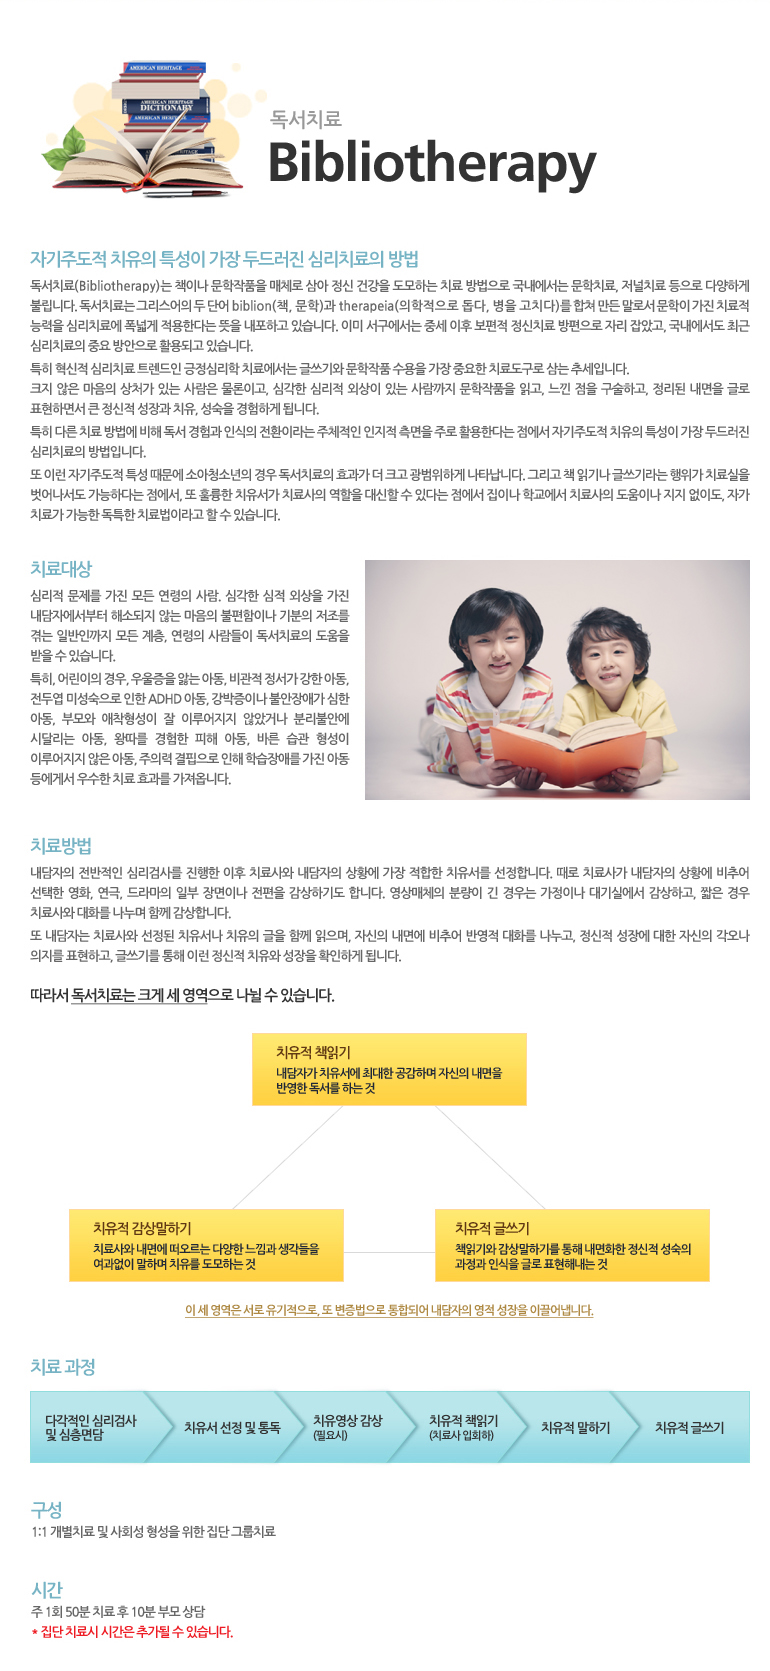 AMERICAN HERITAGE
AMERICAN HERITAGE
DICTIONARY
AMERICAN HERITAGE
AMERICAN HERITAGE
독서치료
Bibliotherapy
자기주도적 치유의 특성이 가장 두드러진 심리치료의 방법
독서치료(Bibliotherapy)는 책이나 문학작품을 매체로 삼아 정신 건강을 도모하는 치료 방법으로 국내에서는 문학치료, 저널치료 등으로 다양하게
불립니다. 독서치료는 그리스어의 두 단어 biblion(책, 문학)과 therapeia(의학적으로 돕다, 병을 고치다)를 합쳐 만든 말로서 문학이 가진 치료적
능력을 심리치료에 폭넓게 적용한다는 뜻을 내포하고 있습니다. 이미 서구에서는 중세 이후 보편적 정신치료 방편으로 자리 잡았고, 국내에서도 최근
심리치료의 중요 방안으로 활용되고 있습니다.
특히 혁신적 심리치료 트렌드인 긍정심리학 치료에서는 글쓰기와 문학작품 수용을 가장 중요한 치료도구로 삼는 추세입니다.
크지 않은 마음의 상처가 있는 사람은 물론이고, 심각한 심리적 외상이 있는 사람까지 문학작품을 읽고, 느낀 점을 구술하고, 정리된 내면을 글로
표현하면서 큰 정신적 성장과 치유, 성숙을 경험하게 됩니다.
특히 다른 치료 방법에 비해 독서 경험과 인식의 전환이라는 주체적인 인지적 측면을 주로 활용한다는 점에서 자기주도적 치유의 특성이 가장 두드러진
심리치료의 방법입니다.
또 이런 자기주도적 특성 때문에 소아청소년의 경우 독서치료의 효과가 더 크고 광범위하게 나타납니다. 그리고 책 읽기나 글쓰기라는 행위가 치료실을
벗어나서도 가능하다는 점에서, 또 훌륭한 치유서가 치료사의 역할을 대신할 수 있다는 점에서 집이나 학교에서 치료사의 도움이나 지지 없이도, 자가
치료가 가능한 독특한 치료법이라고 할 수 있습니다.
치료대상
심리적 문제를 가진 모든 연령의 사람. 심각한 심적 외상을 가진
내담자에서부터 해소되지 않는 마음의 불편함이나 기분의 저조를
겪는 일반인까지 모든 계층, 연령의 사람들이 독서치료의 도움을
받을 수 있습니다.
특히, 어린이의 경우, 우울증을 앓는 아동, 비관적 정서가 강한 아동,
전두엽 미성숙으로 인한 ADHD 아동, 강박증이나 불안장애가 심한
아동, 부모와 애착형성이 잘 이루어지지 않았거나 분리불안에
시달리는 아동, 왕따를 경험한 피해 아동, 바른 습관 형성이
이루어지지 않은 아동, 주의력 결핍으로 인해 학습장애를 가진 아동
등에게서 우수한 치료 효과를 가져옵니다.
치료방법
내담자의 전반적인 심리검사를 진행한 이후 치료사와 내담자의 상황에 가장 적합한 치유서를 선정합니다. 때로 치료사가 내담자의 상황에 비추어
선택한 영화, 연극, 드라마의 일부 장면이나 전편을 감상하기도 합니다. 영상매체의 분량이 긴 경우는 가정이나 대기실에서 감상하고, 짧은 경우
치료사와 대화를 나누며 함께 감상합니다.
또 내담자는 치료사와 선정된 치유서나 치유의 글을 함께 읽으며, 자신의 내면에 비추어 반영적 대화를 나누고, 정신적 성장에 대한 자신의 각오나
의지를 표현하고, 글쓰기를 통해 이런 정신적 치유와 성장을 확인하게 됩니다.
따라서 독서치료는 크게 세 영역으로 나뉠 수 있습니다.
치유적 책읽기
내담자가 치유서에 최대한 공감하며 자신의 내면을
반영한 독서를 하는 것
치유적 감상말하기
치료사와 내면에 떠오르는 다양한 느낌과 생각들을
여과없이 말하며 치유를 도모하는 것
치유적 글쓰기
책읽기와 감상말하기를 통해 내면화한 정신적 성숙의
과정과 인식을 글로 표현해내는 것
이 세 영역은 서로 유기적으로, 또 변증법으로 통합되어 내담자의 영적 성장을 이끌어냅니다.
치료 과정
다각적인 심리검사
및 심층면담
치유서 선정 및 통독
치유영상 감상
(필요시)
치유적 책읽기
(치료사 입회하)
치유적 말하기
치유적 글쓰기
구성
1:1 개별치료 및 사회성 형성을 위한 집단 그룹치료
시간
주 1회 50분 치료 후 10분 부모 상담
* 집단 치료시 시간은 추가될 수 있습니다.